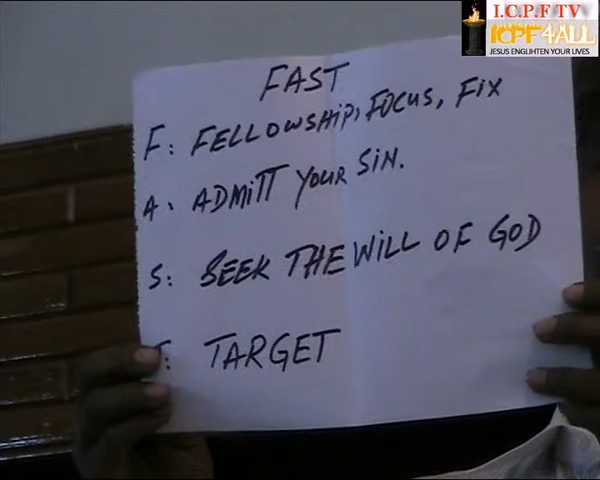 I.C.P.F TV
ICPF4ALL
JESUS ENGLIHTEN YOUR LIVES
FAST
F: FELLOWSHIP, FOCUS, FIX
A: ADMITT YOUR SIN.
S: SEEK THE WILL OF GOD
T: TARGET